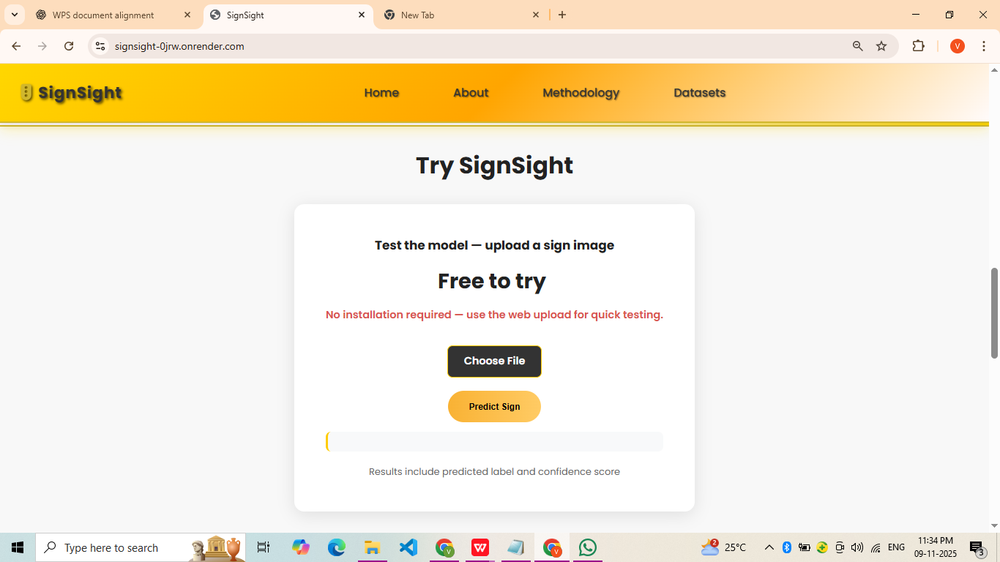 WPS document alignment
SignSight
New Tab
signsight-0jrw.onrender.com
V
SignSight
Home
About
Methodology
Datasets
Try SignSight
Test the model — upload a sign image
Free to try
No installation required — use the web upload for quick testing.
Choose File
Predict Sign
Results include predicted label and confidence score
Type here to search
V
W
V
2
25°C
ENG
11:34 PM
09-11-2025
3